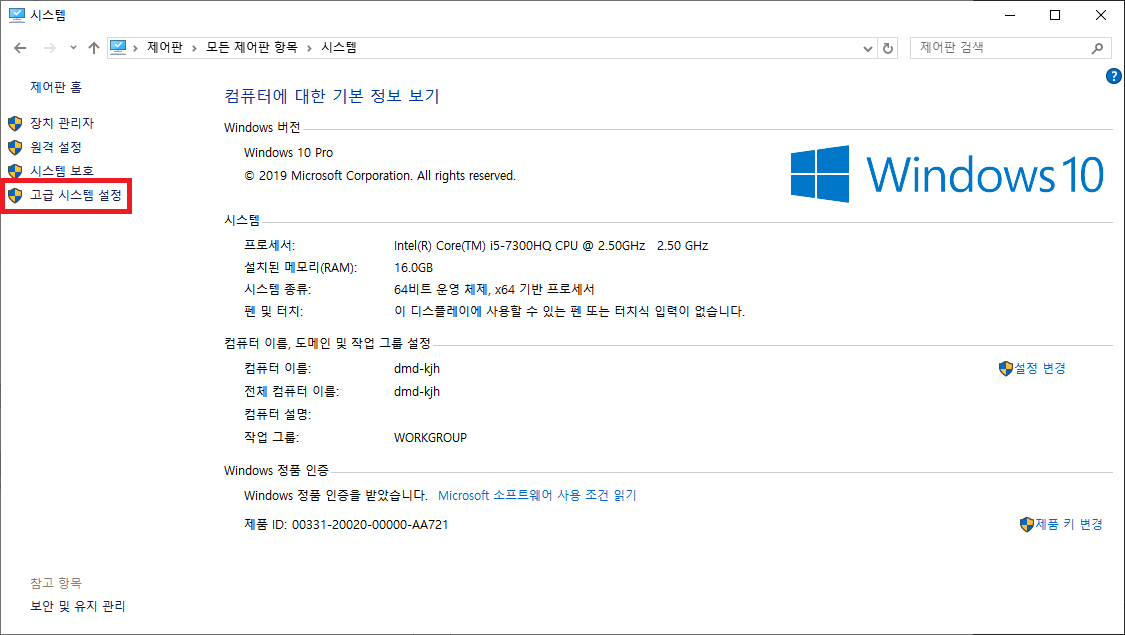 시스템
제어판 › 모든 제어판 항목 › 시스템
제어판 검색
제어판 홈
장치 관리자
원격 설정
시스템 보호
고급 시스템 설정
?
컴퓨터에 대한 기본 정보 보기
Windows 버전
Windows 10 Pro
© 2019 Microsoft Corporation. All rights reserved.
Windows 10
시스템
프로세서: Intel(R) Core(TM) i5-7300HQ CPU @ 2.50GHz 2.50 GHz
설치된 메모리(RAM): 16.0GB
시스템 종류: 64비트 운영 체제, x64 기반 프로세서
펜 및 터치: 이 디스플레이에 사용할 수 있는 펜 또는 터치식 입력이 없습니다.
컴퓨터 이름, 도메인 및 작업 그룹 설정
컴퓨터 이름: dmd-kjh 설정 변경
전체 컴퓨터 이름: dmd-kjh
컴퓨터 설명:
작업 그룹: WORKGROUP
Windows 정품 인증
Windows 정품 인증을 받았습니다. Microsoft 소프트웨어 사용 조건 읽기
제품 ID: 00331-20020-00000-AA721 제품 키 변경
참고 항목
보안 및 유지 관리